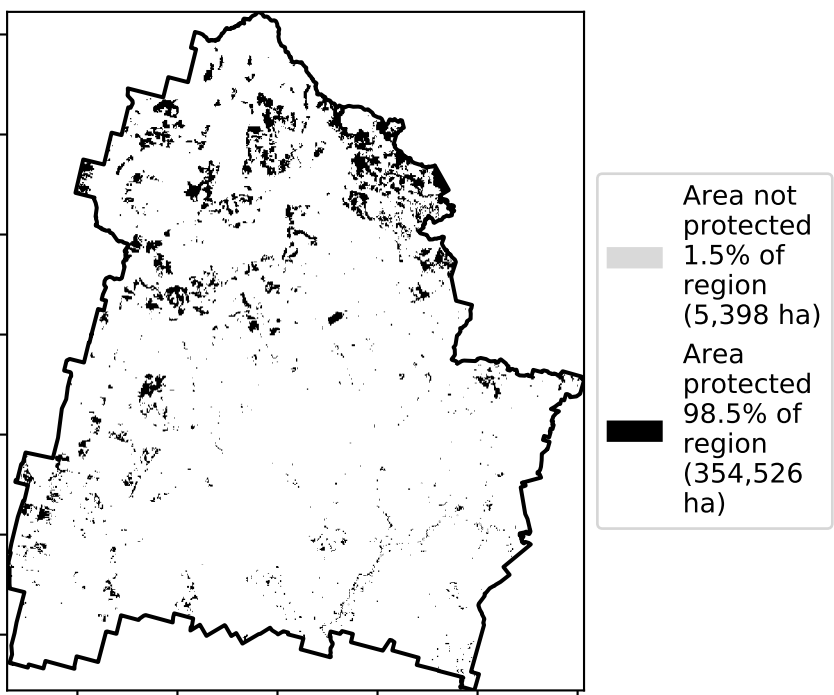 Area not
protected
1.5% of
region
(5,398 ha)
Area
protected
98.5% of
region
(354,526
ha)